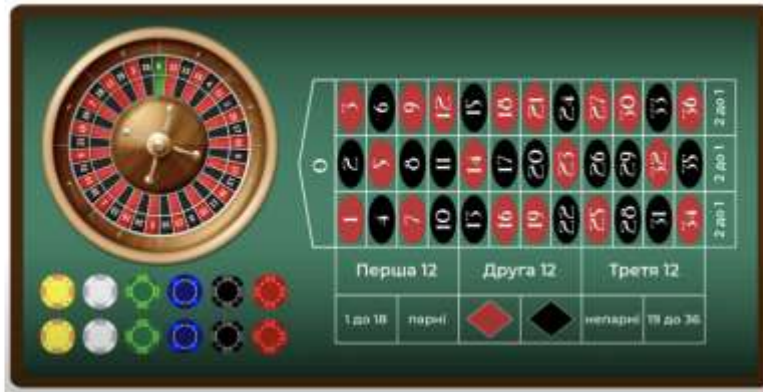 3 6 9 12 15 18 21 24 27 30 33 36 2 до 1
0 2 5 8 11 14 17 20 23 26 29 32 35 2 до 1
1 4 7 10 13 16 19 22 25 28 31 34 2 до 1
Перша 12 Друга 12 Третя 12
1 до 18 парні непарні 19 до 36